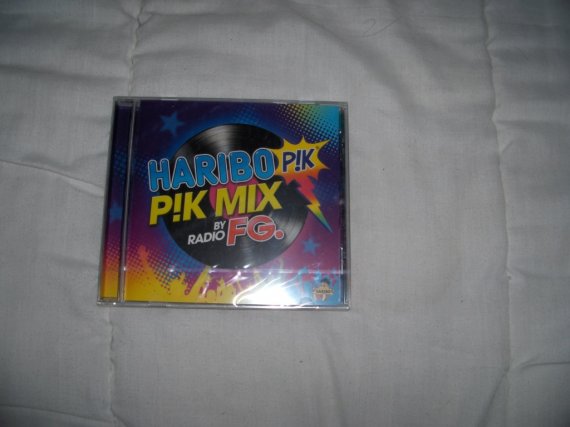 HARIBO P!K
P!K MIX
BY
RADIO FG.